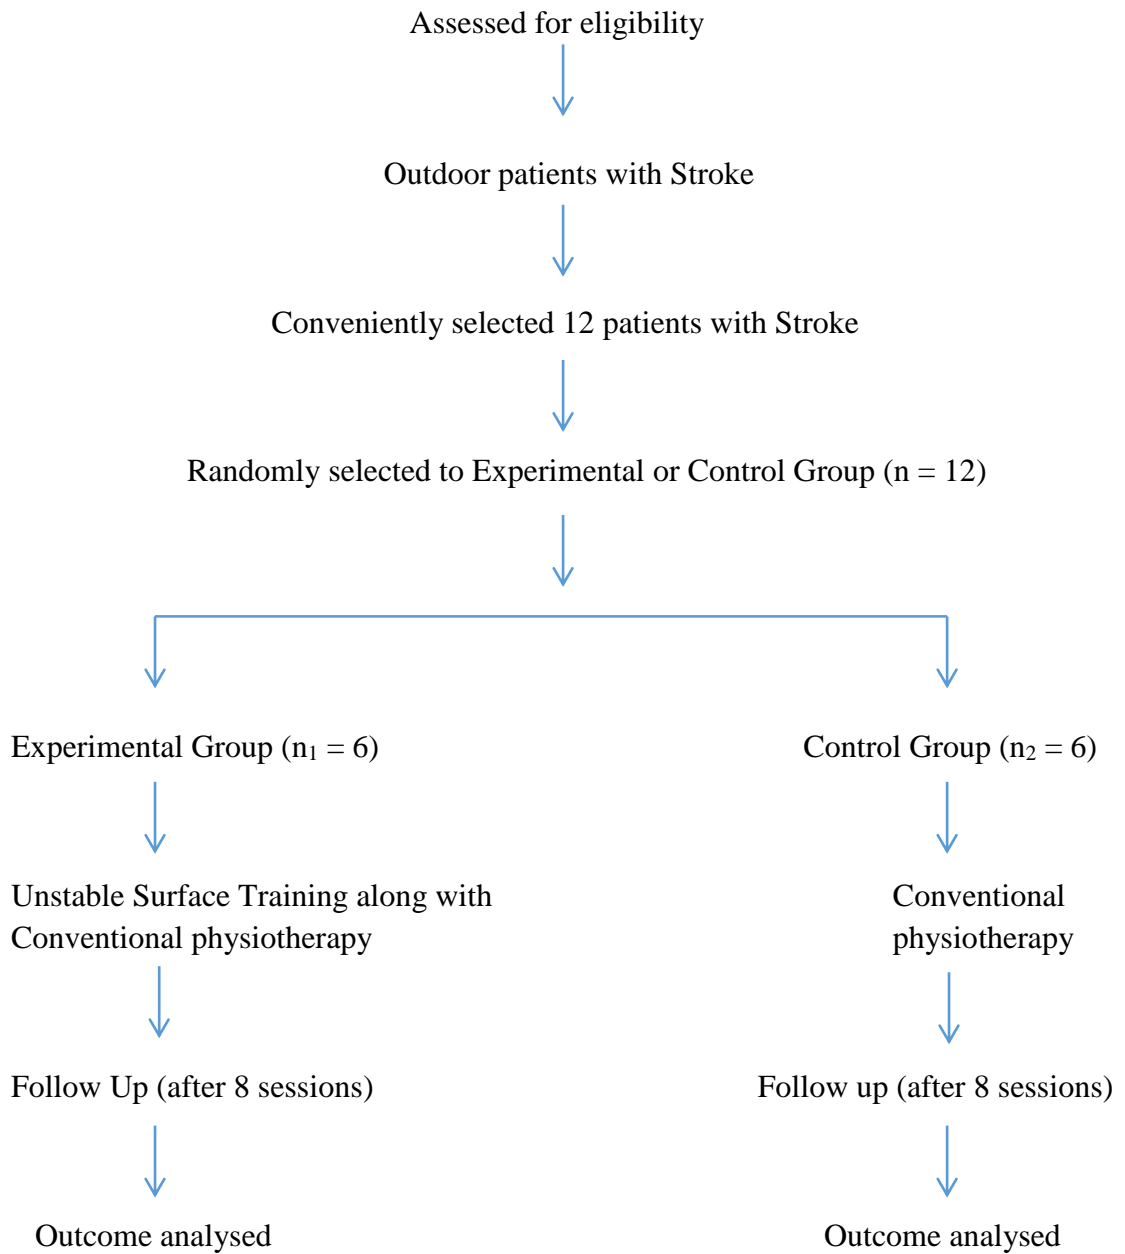 Assessed for eligibility
Outdoor patients with Stroke
Conveniently selected 12 patients with Stroke
Randomly selected to Experimental or Control Group (n = 12)
Experimental Group (n₁ = 6)
Control Group (n₂ = 6)
Unstable Surface Training along with
Conventional physiotherapy
Conventional
physiotherapy
Follow Up (after 8 sessions)
Follow up (after 8 sessions)
Outcome analysed
Outcome analysed